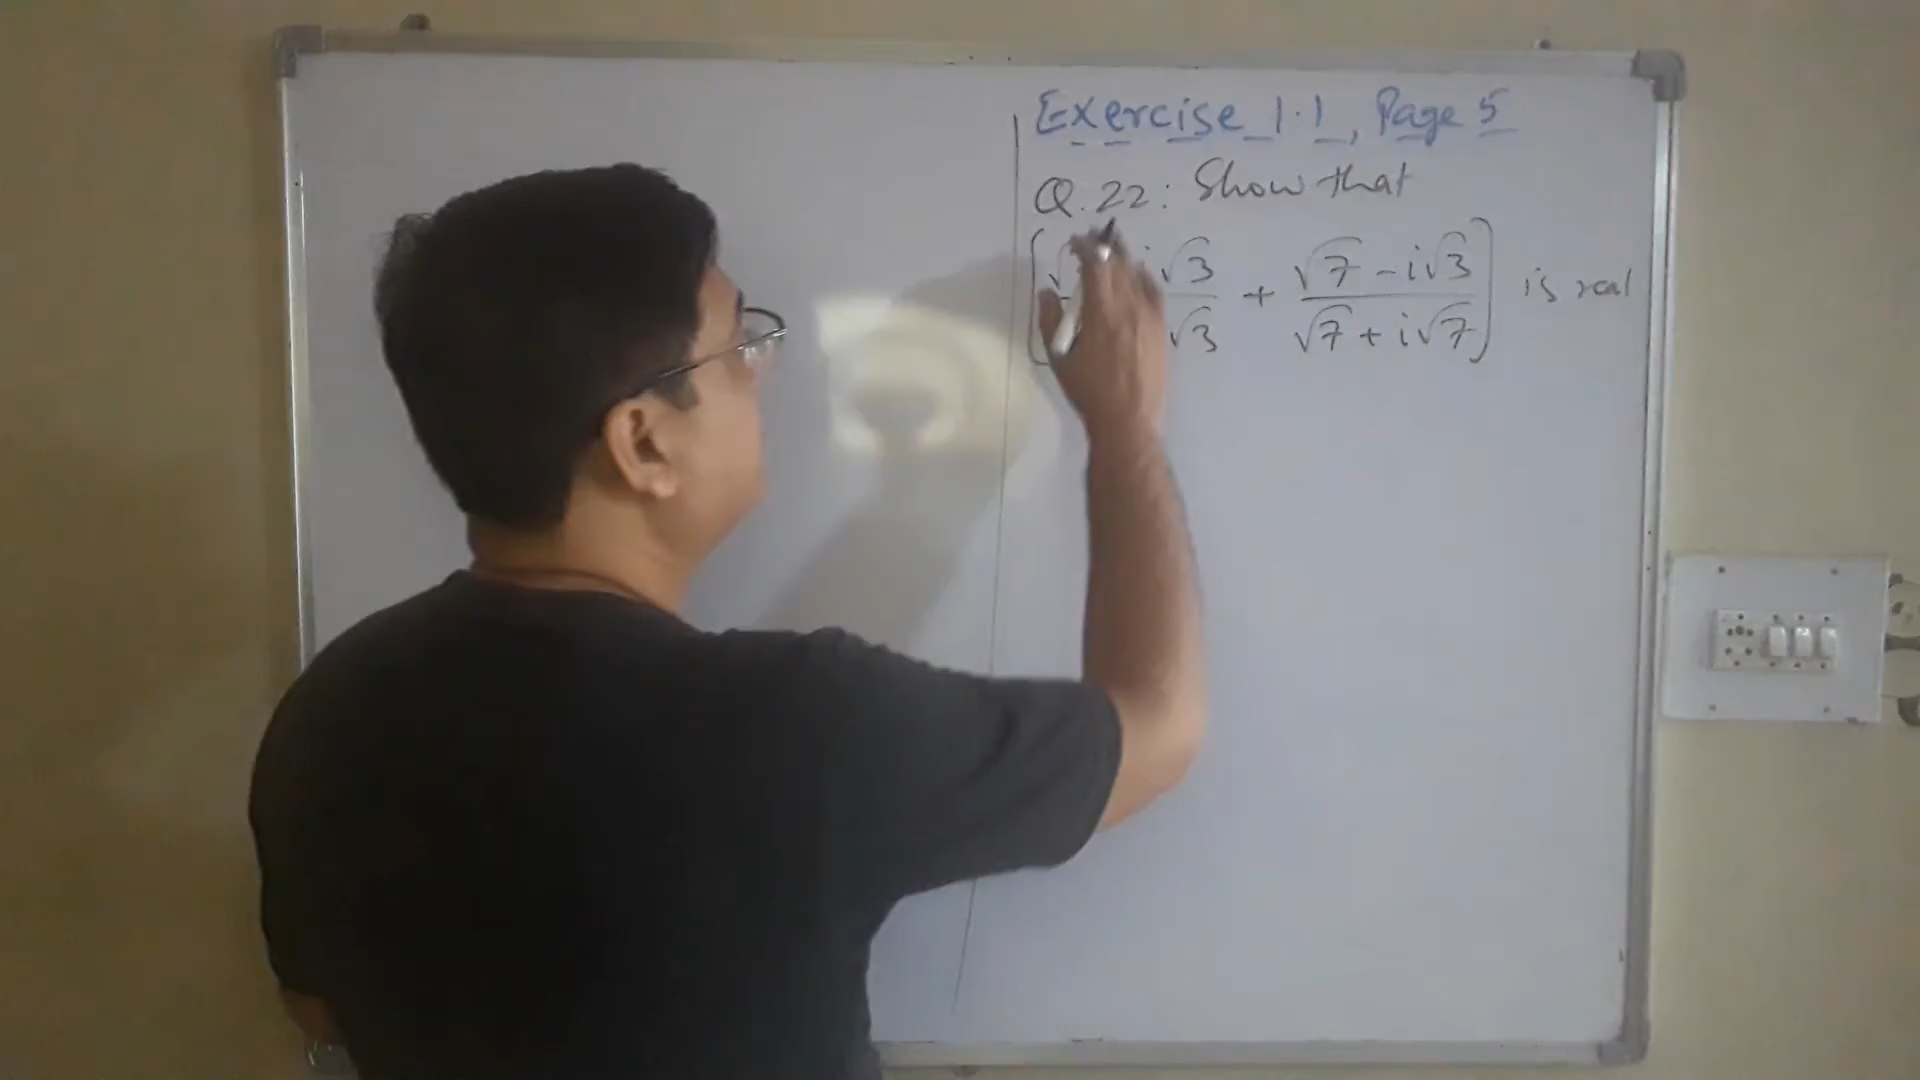 Exercise 1.1, Page 5
Q.22: Show that
√3 + √7 - i√3 is real
√3 √7 + i√7